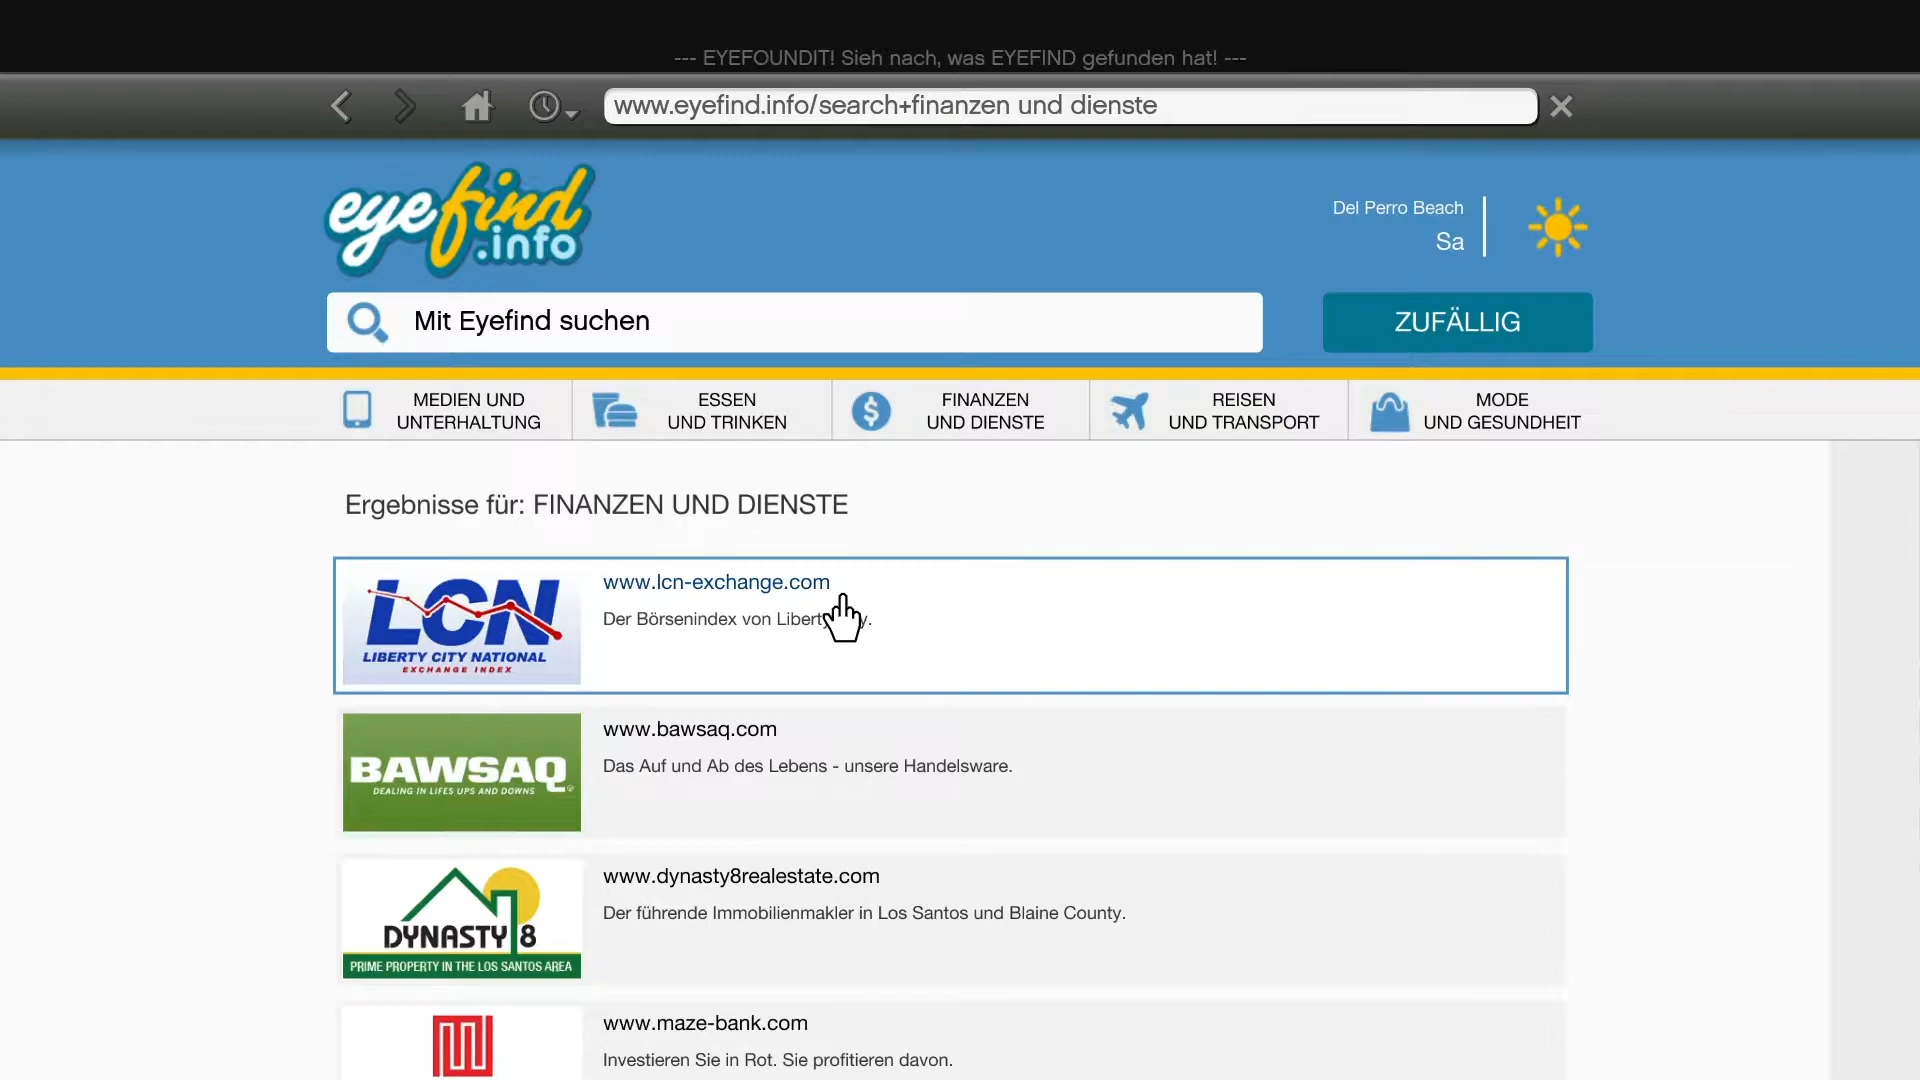 --- EYEFOUNDIT! Sieh nach, was EYEFIND gefunden hat! ---
www.eyefind.info/search+finanzen und dienste
eyefind
.info
Del Perro Beach
Sa
Mit Eyefind suchen
ZUFÄLLIG
MEDIEN UND
UNTERHALTUNG
ESSEN
UND TRINKEN
FINANZEN
UND DIENSTE
REISEN
UND TRANSPORT
MODE
UND GESUNDHEIT
Ergebnisse für: FINANZEN UND DIENSTE
LCN
LIBERTY CITY NATIONAL
EXCHANGE INDEX
www.lcn-exchange.com
Der Börsenindex von
BAWSAQ
DEALING IN LIFES UPS AND DOWNS
www.bawsaq.com
Das Auf und Ab des Lebens - unsere Handelsware.
DYNASTY 8
PRIME PROPERTY IN THE LOS SANTOS AREA
www.dynasty8realestate.com
Der führende Immobilienmakler in Los Santos und Blaine County.
www.maze-bank.com
Investieren Sie in Rot. Sie profitieren davon.